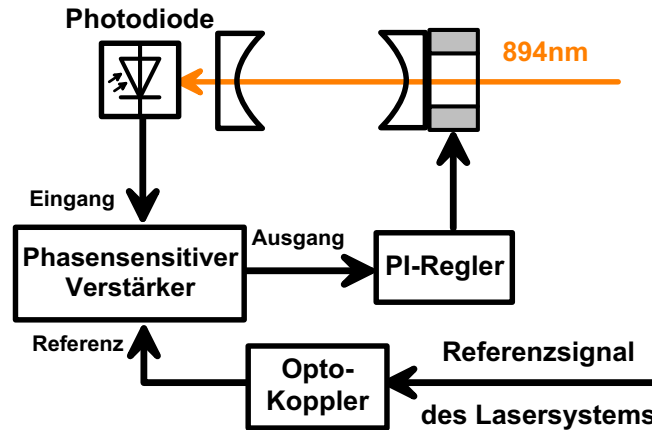 Photodiode
894nm
Eingang
Phasensensitiver
Verstärker
Ausgang
PI-Regler
Referenz
Opto-
Koppler
Referenzsignal
des Lasersystems